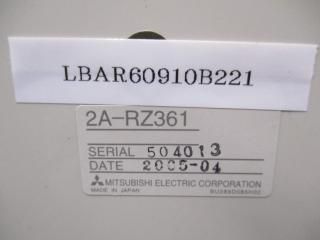 LBAR60910B221
2A-RZ361
SERIAL 504013
DATE 2005-04
MITSUBISHI ELECTRIC CORPORATION
MADE IN JAPAN